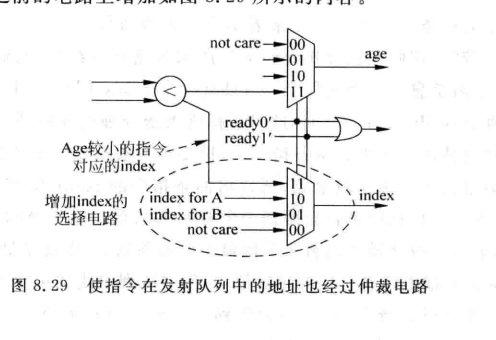 之前的电路上增加如图 8.29 所示的内容。
not care 00
01
10
11
age
<
ready0′
ready1′
Age较小的指令
对应的index
增加index的
选择电路
11
index for A 10
index for B 01
not care 00
index
图 8.29 使指令在发射队列中的地址也经过仲裁电路